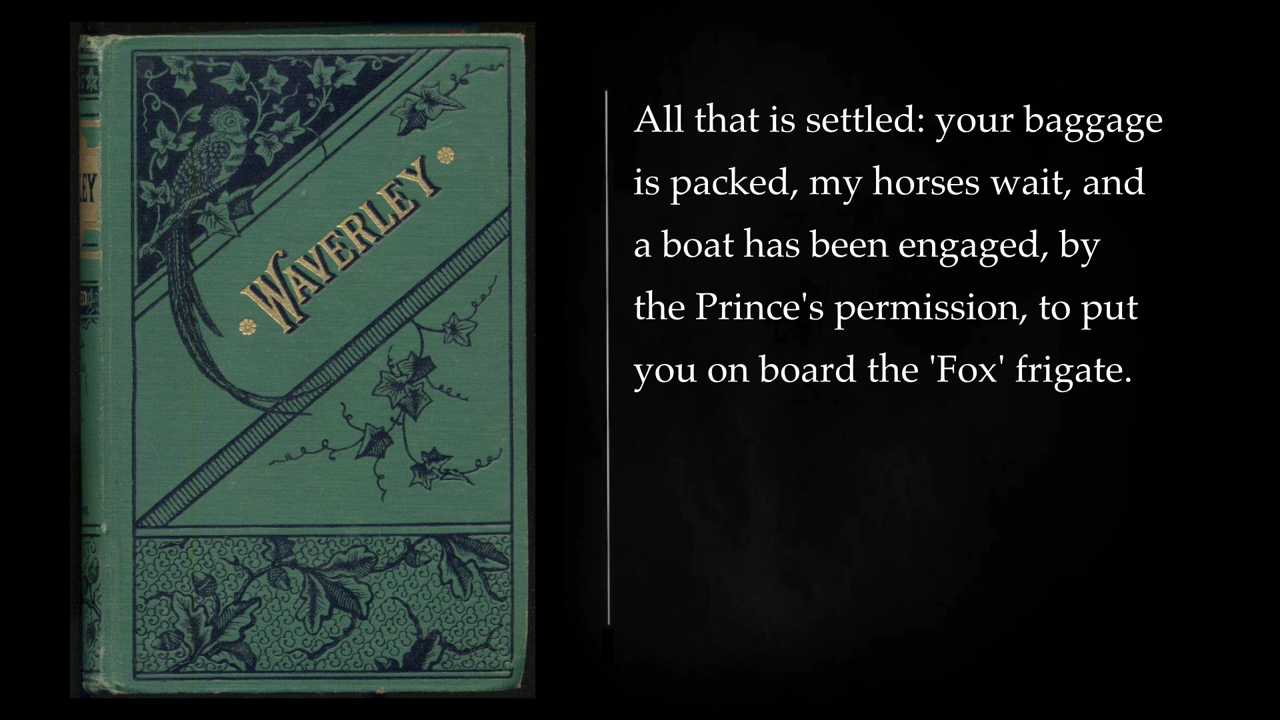 WAVERLEY
EY
All that is settled: your baggage
is packed, my horses wait, and
a boat has been engaged, by
the Prince's permission, to put
you on board the 'Fox' frigate.